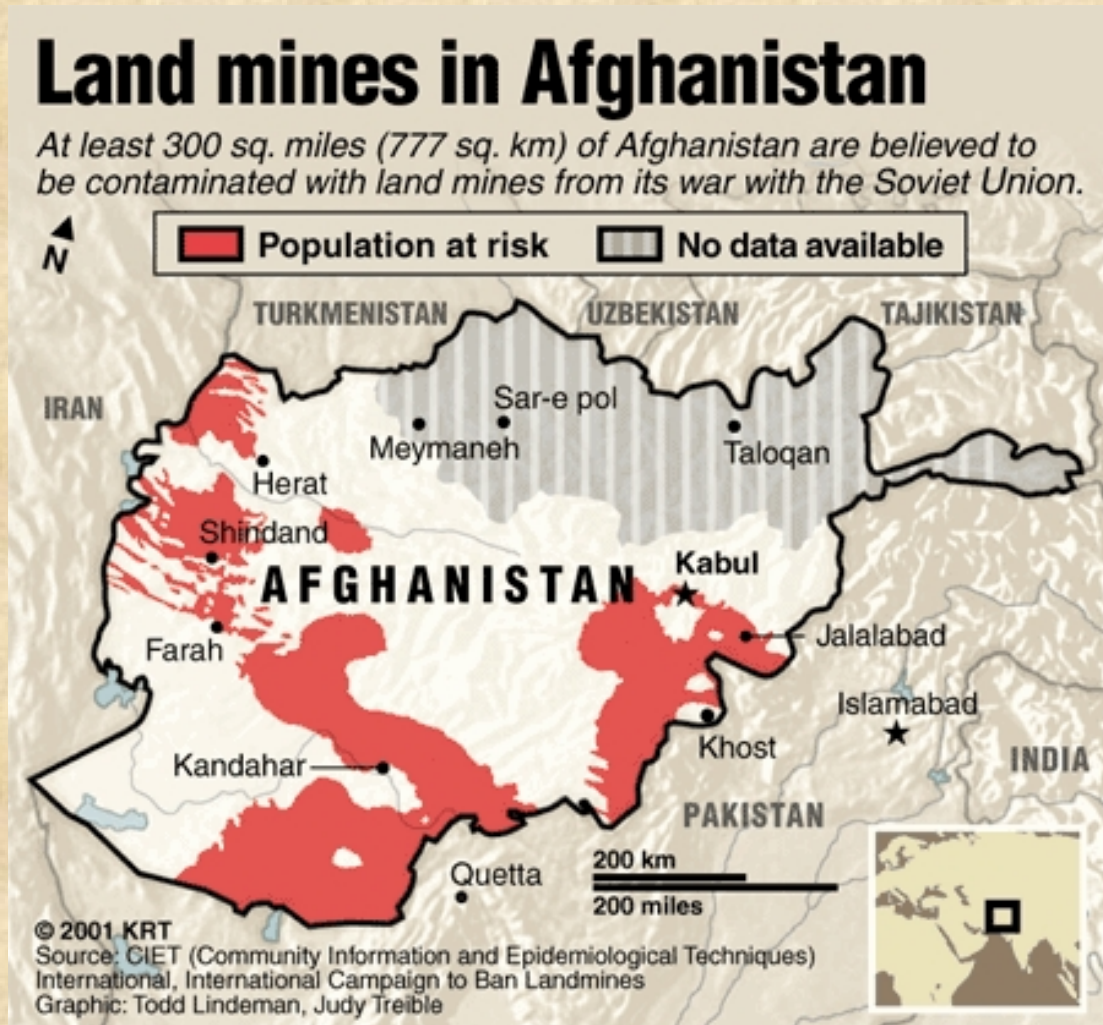 Land mines in Afghanistan
At least 300 sq. miles (777 sq. km) of Afghanistan are believed to
be contaminated with land mines from its war with the Soviet Union.
N
Population at risk
No data available
TURKMENISTAN
UZBEKISTAN
TAJIKISTAN
IRAN
Sar-e pol
Meymaneh
Taloqan
Herat
Shindand
AFGHANISTAN
Kabul
Farah
Jalalabad
Islamabad
Khost
Kandahar
INDIA
PAKISTAN
Quetta
200 km
200 miles
© 2001 KRT
Source: CIET (Community Information and Epidemiological Techniques)
International, International Campaign to Ban Landmines
Graphic: Todd Lindeman, Judy Treible